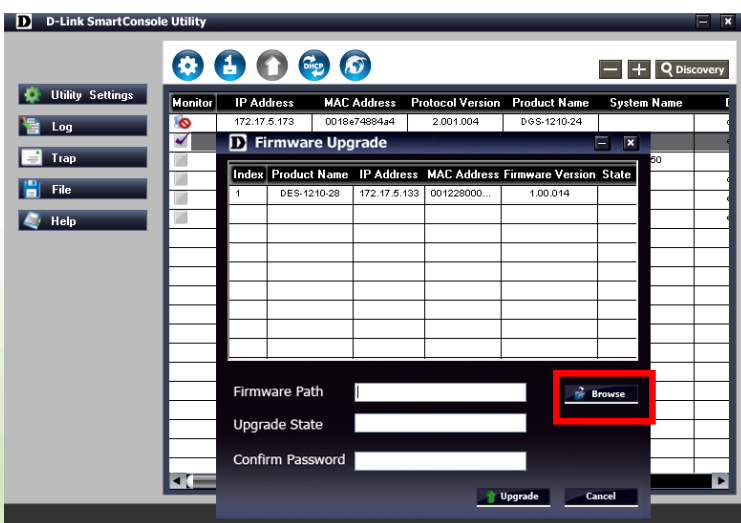 D D-Link SmartConsole Utility
DHCP
Discovery
Utility Settings
Log
Trap
File
Help
Monitor IP Address MAC Address Protocol Version Product Name System Name
172.17.5.173 0018e74884a4 2.001.004 DGS-1210-24
50
D Firmware Upgrade
Index Product Name IP Address MAC Address Firmware Version State
1 DES-1210-28 172.17.5.133 001228000... 1.00.014
Firmware Path
Browse
Upgrade State
Confirm Password
Upgrade Cancel